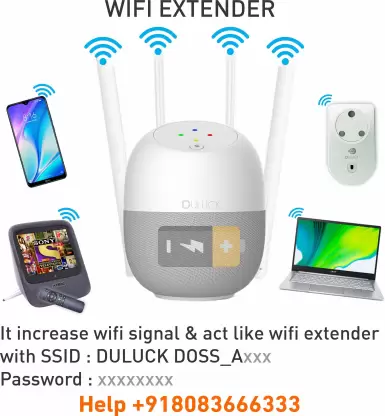 WIFI EXTENDER
DULUCK
SONY
It increase wifi signal & act like wifi extender
with SSID : DULUCK DOSS_Axxx
Password : xxxxxxxx
Help +918083666333